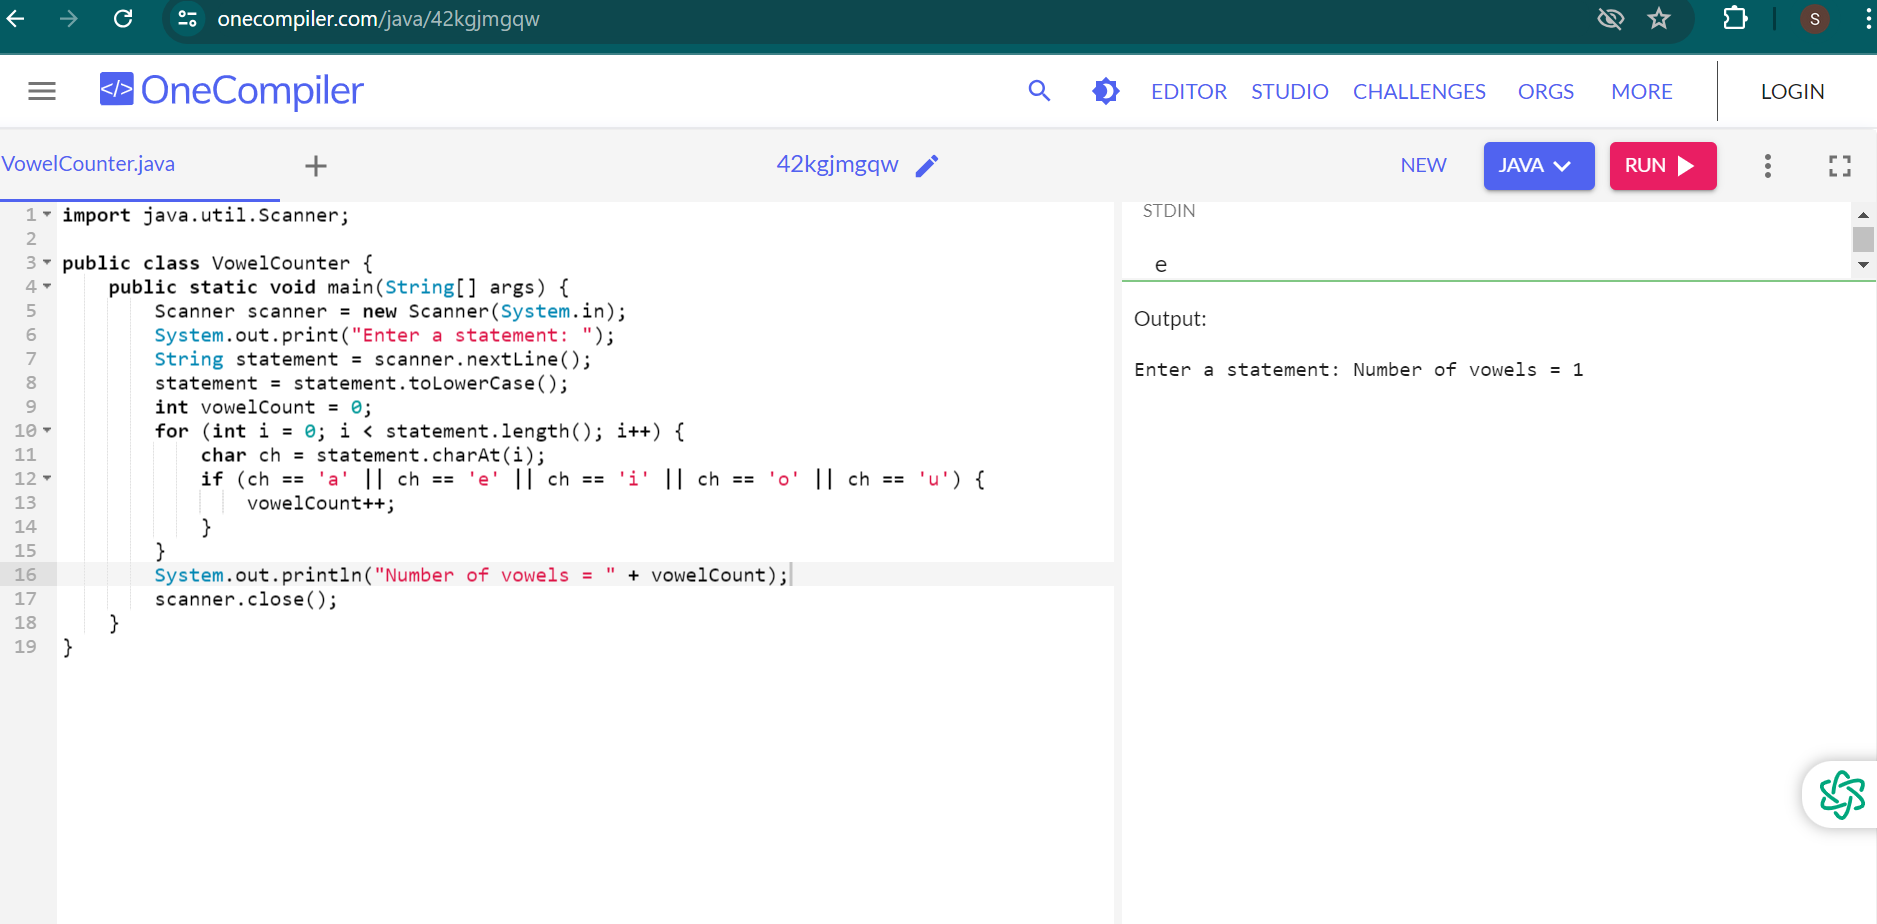 onecompiler.com/java/42kgjmgqw
S
</> OneCompiler
EDITOR STUDIO CHALLENGES ORGS MORE LOGIN
VowelCounter.java + 42kgjmgqw NEW JAVA RUN
1 import java.util.Scanner;
2
3 public class VowelCounter {
4 public static void main(String[] args) {
5 Scanner scanner = new Scanner(System.in);
6 System.out.print("Enter a statement: ");
7 String statement = scanner.nextLine();
8 statement = statement.toLowerCase();
9 int vowelCount = 0;
10 for (int i = 0; i < statement.length(); i++) {
11 char ch = statement.charAt(i);
12 if (ch == 'a' || ch == 'e' || ch == 'i' || ch == 'o' || ch == 'u') {
13 vowelCount++;
14 }
15 }
16 System.out.println("Number of vowels = " + vowelCount);
17 scanner.close();
18 }
19 }
STDIN
e
Output:
Enter a statement: Number of vowels = 1